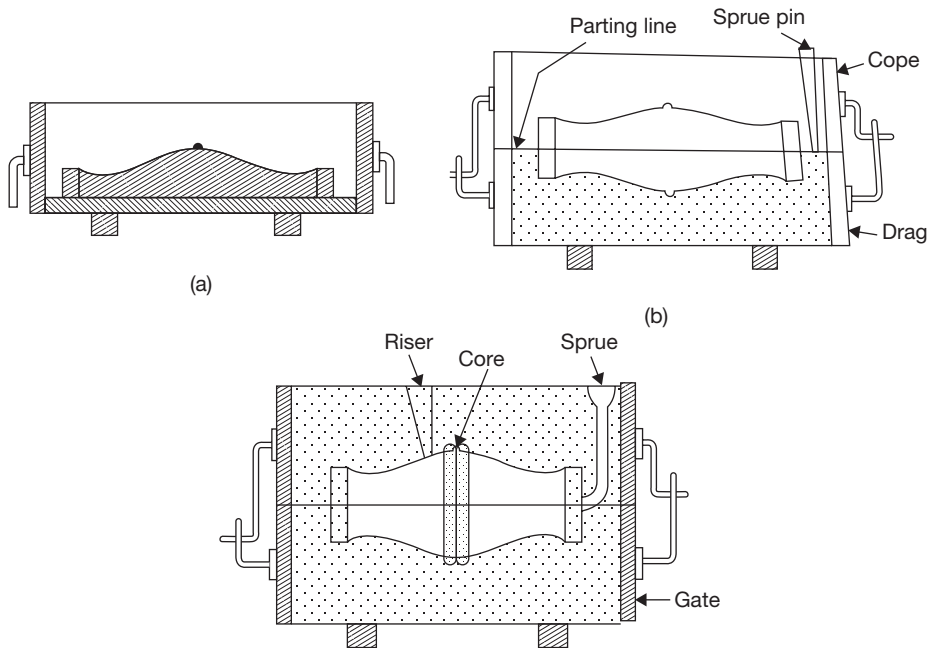 Parting line
Sprue pin
Cope
Drag
(a)
(b)
Riser
Core
Sprue
Gate